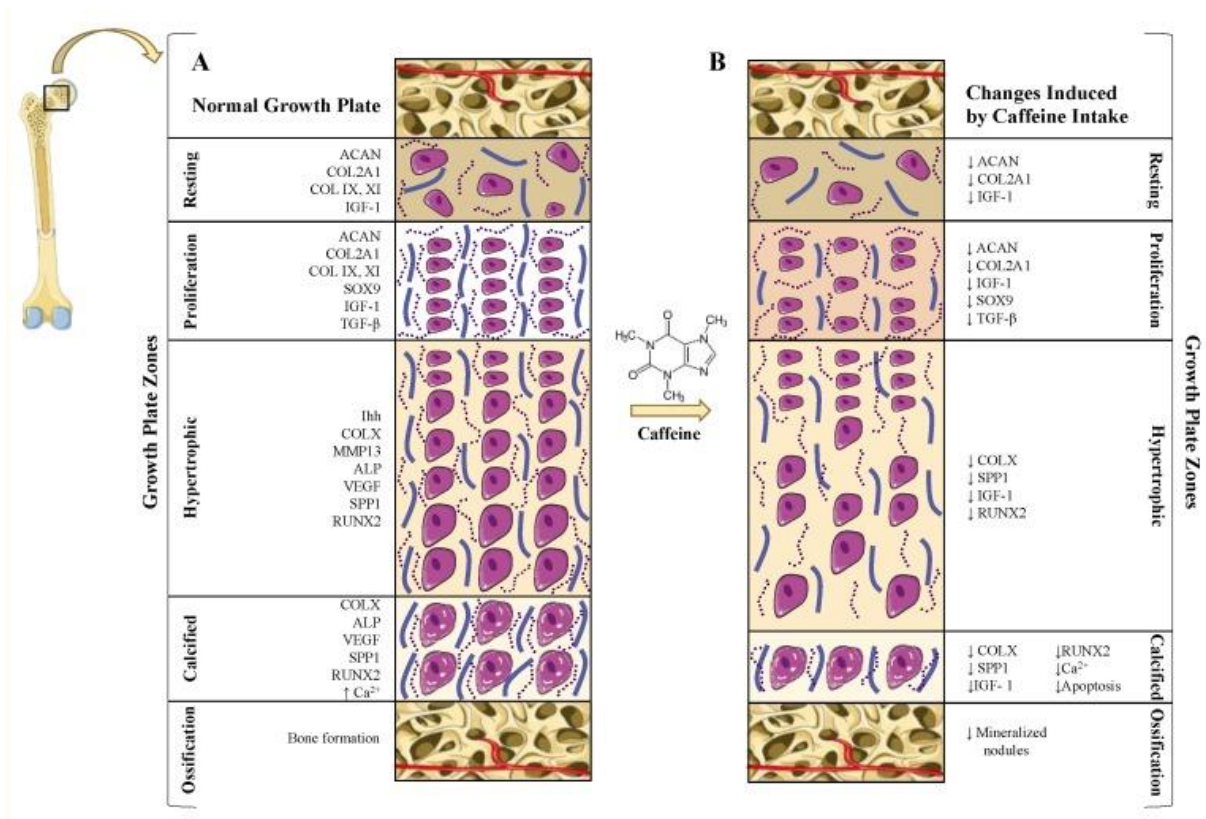 A
Normal Growth Plate
Growth Plate Zones
Resting
ACAN
COL2A1
COL IX, XI
IGF-1
Proliferation
ACAN
COL2A1
COL IX, XI
SOX9
IGF-1
TGF-β
Hypertrophic
Ihh
COLX
MMP13
ALP
VEGF
SPP1
RUNX2
Calcified
COLX
ALP
VEGF
SPP1
RUNX2
↑ Ca²⁺
Ossification
Bone formation
O
CH₃
H₃C
N
N
O
N
N
CH₃
Caffeine
B
Changes Induced
by Caffeine Intake
Growth Plate Zones
Resting
↓ ACAN
↓ COL2A1
↓ IGF-1
Proliferation
↓ ACAN
↓ COL2A1
↓ IGF-1
↓ SOX9
↓ TGF-β
Hypertrophic
↓ COLX
↓ SPP1
↓ IGF-1
↓ RUNX2
Calcified
↓ COLX
↓ SPP1
↓IGF- 1
↓RUNX2
↓Ca²⁺
↓Apoptosis
Ossification
↓ Mineralized
nodules